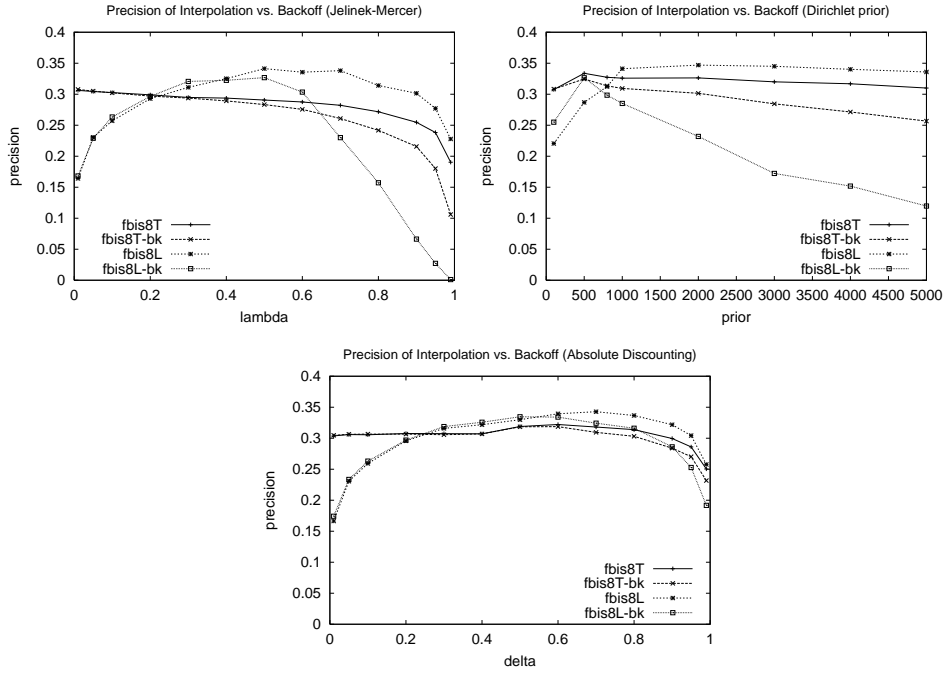 Precision of Interpolation vs. Backoff (Jelinek-Mercer)
0.4
0.35
0.3
0.25
0.2
0.15
0.1
0.05
0
precision
fbis8T
fbis8T-bk
fbis8L
fbis8L-bk
0 0.2 0.4 0.6 0.8 1
lambda
Precision of Interpolation vs. Backoff (Dirichlet prior)
0.4
0.35
0.3
0.25
0.2
0.15
0.1
0.05
0
precision
fbis8T
fbis8T-bk
fbis8L
fbis8L-bk
0 500 1000 1500 2000 2500 3000 3500 4000 4500 5000
prior
Precision of Interpolation vs. Backoff (Absolute Discounting)
0.4
0.35
0.3
0.25
0.2
0.15
0.1
0.05
0
precision
fbis8T
fbis8T-bk
fbis8L
fbis8L-bk
0 0.2 0.4 0.6 0.8 1
delta